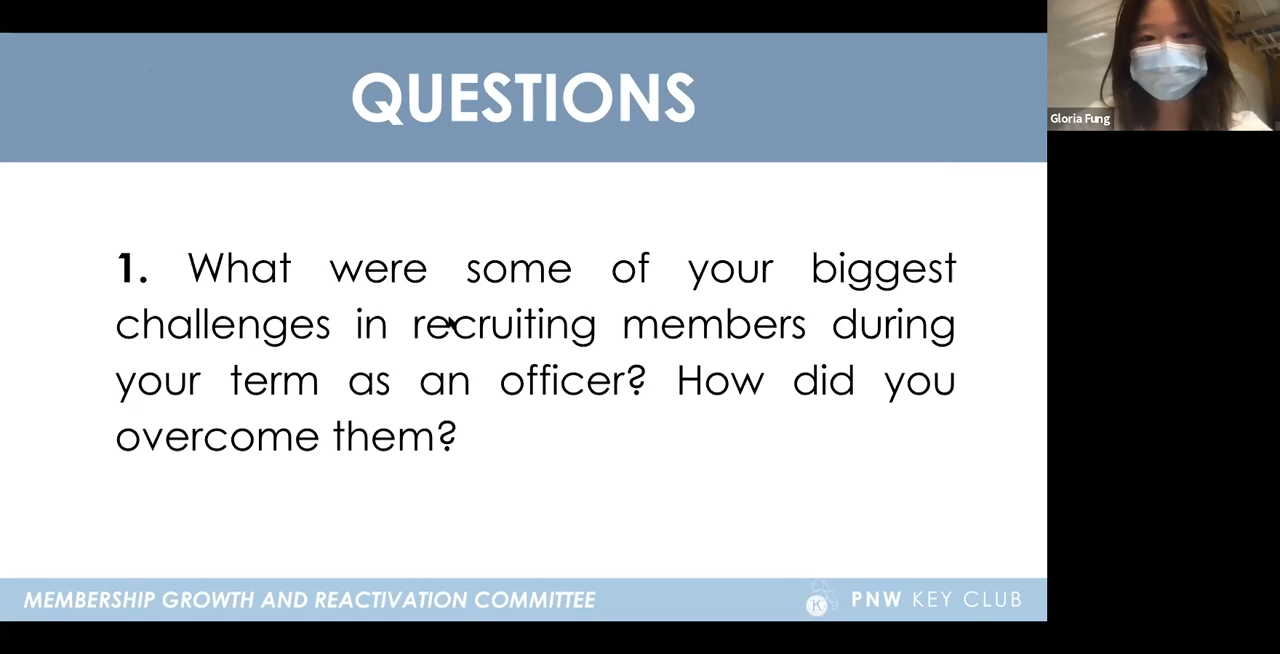 QUESTIONS
Gloria Fung
1. What were some of your biggest
challenges in recruiting members during
your term as an officer? How did you
overcome them?
MEMBERSHIP GROWTH AND REACTIVATION COMMITTEE
K PNW KEY CLUB